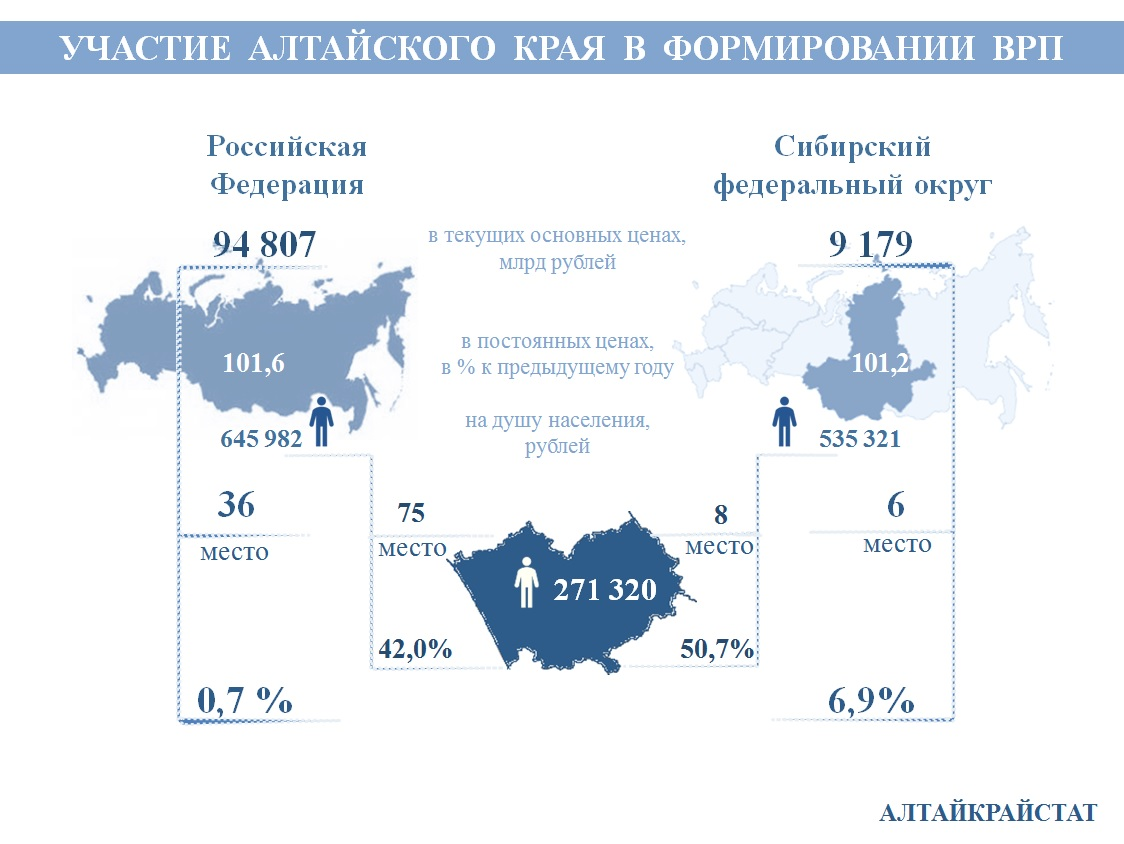 УЧАСТИЕ АЛТАЙСКОГО КРАЯ В ФОРМИРОВАНИИ ВРП
Российская
Федерация
Сибирский
федеральный округ
94 807
в текущих основных ценах,
млрд рублей
9 179
101,6
в постоянных ценах,
в % к предыдущему году
101,2
645 982
на душу населения,
рублей
535 321
36
место
75
место
8
место
6
место
271 320
42,0%
50,7%
0,7 %
6,9%
АЛТАЙКРАЙСТАТ